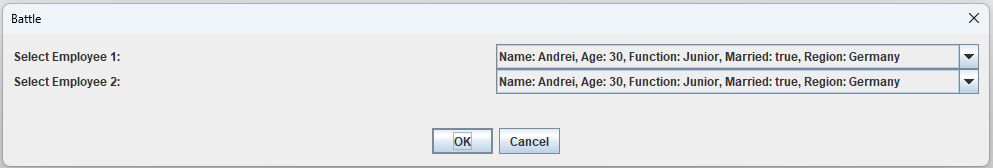 Battle
Select Employee 1: Name: Andrei, Age: 30, Function: Junior, Married: true, Region: Germany
Select Employee 2: Name: Andrei, Age: 30, Function: Junior, Married: true, Region: Germany
OK Cancel